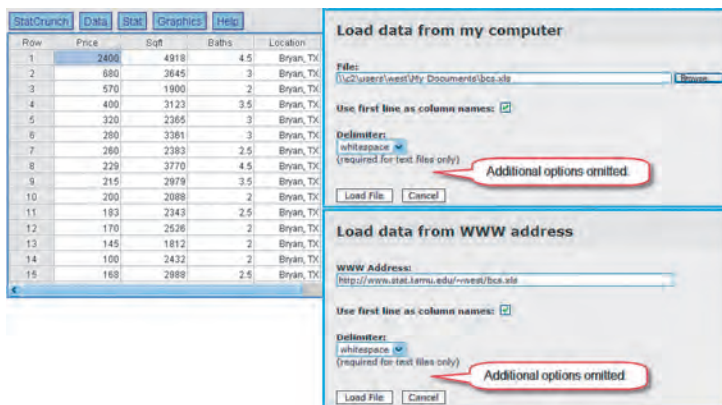 StatCrunch Data Stat Graphics Help
Row Price Sqft Baths Location
1 2400 4918 4.5 Bryan, TX
2 680 3645 3 Bryan, TX
3 570 1900 2 Bryan, TX
4 400 3123 3.5 Bryan, TX
5 320 2365 3 Bryan, TX
6 280 3361 3 Bryan, TX
7 260 2383 2.5 Bryan, TX
8 229 3770 4.5 Bryan, TX
9 215 2979 3.5 Bryan, TX
10 200 2088 2 Bryan, TX
11 183 2343 2.5 Bryan, TX
12 170 2526 2 Bryan, TX
13 145 1812 2 Bryan, TX
14 100 2432 2 Bryan, TX
15 168 2988 2.5 Bryan, TX
Load data from my computer
File:
\\c2\users\west\My Documents\bcs.xls Browse...
Use first line as column names:
Delimiter:
whitespace
(required for text files only)
Additional options omitted.
Load File Cancel
Load data from WWW address
WWW Address:
http://www.stat.tamu.edu/~west/bcs.xls
Use first line as column names:
Delimiter:
whitespace
(required for text files only)
Additional options omitted.
Load File Cancel